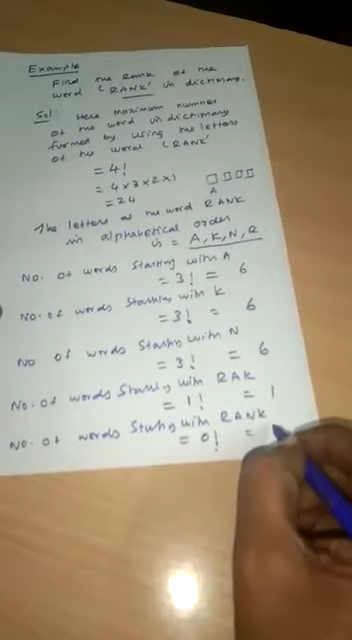 Example
Find the Rank of the
word 'RANK' in dictionary.
Sol: Here maximum number
of the word in dictionary
formed by using the letters
of the word 'RANK'
= 4!
= 4×3×2×1
= 24
A
The letters of the word RANK
in alphabetical order
is = A, K, N, R
No. of words starting with A
= 3! = 6
No. of words starting with K
= 3! = 6
No of words starting with N
= 3! = 6
No. of words starting with RAK
= 1! = 1
No. of words starting with RANK
= 0! =